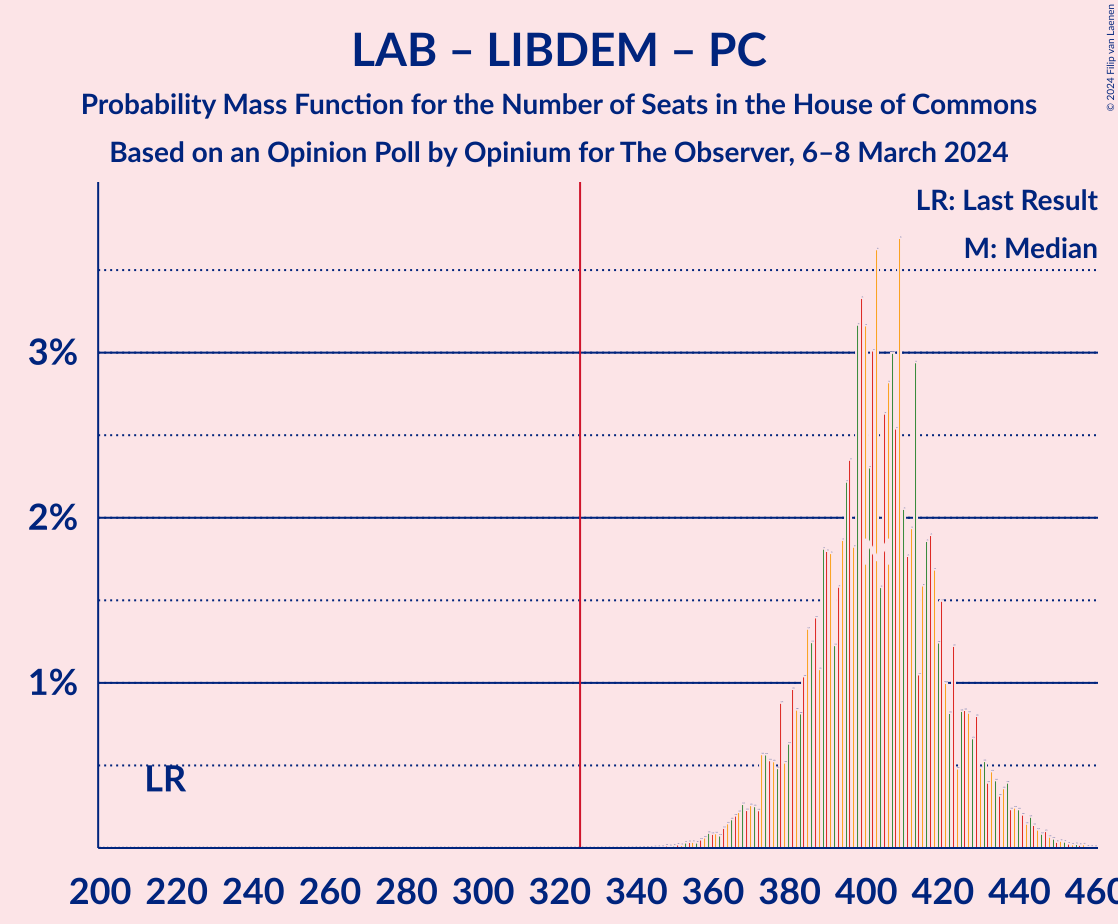 LAB – LIBDEM – PC
Probability Mass Function for the Number of Seats in the House of Commons
Based on an Opinion Poll by Opinium for The Observer, 6–8 March 2024
© 2024 Filip van Laenen
LR: Last Result
M: Median
3%
2%
1%
LR
200 220 240 260 280 300 320 340 360 380 400 420 440 460